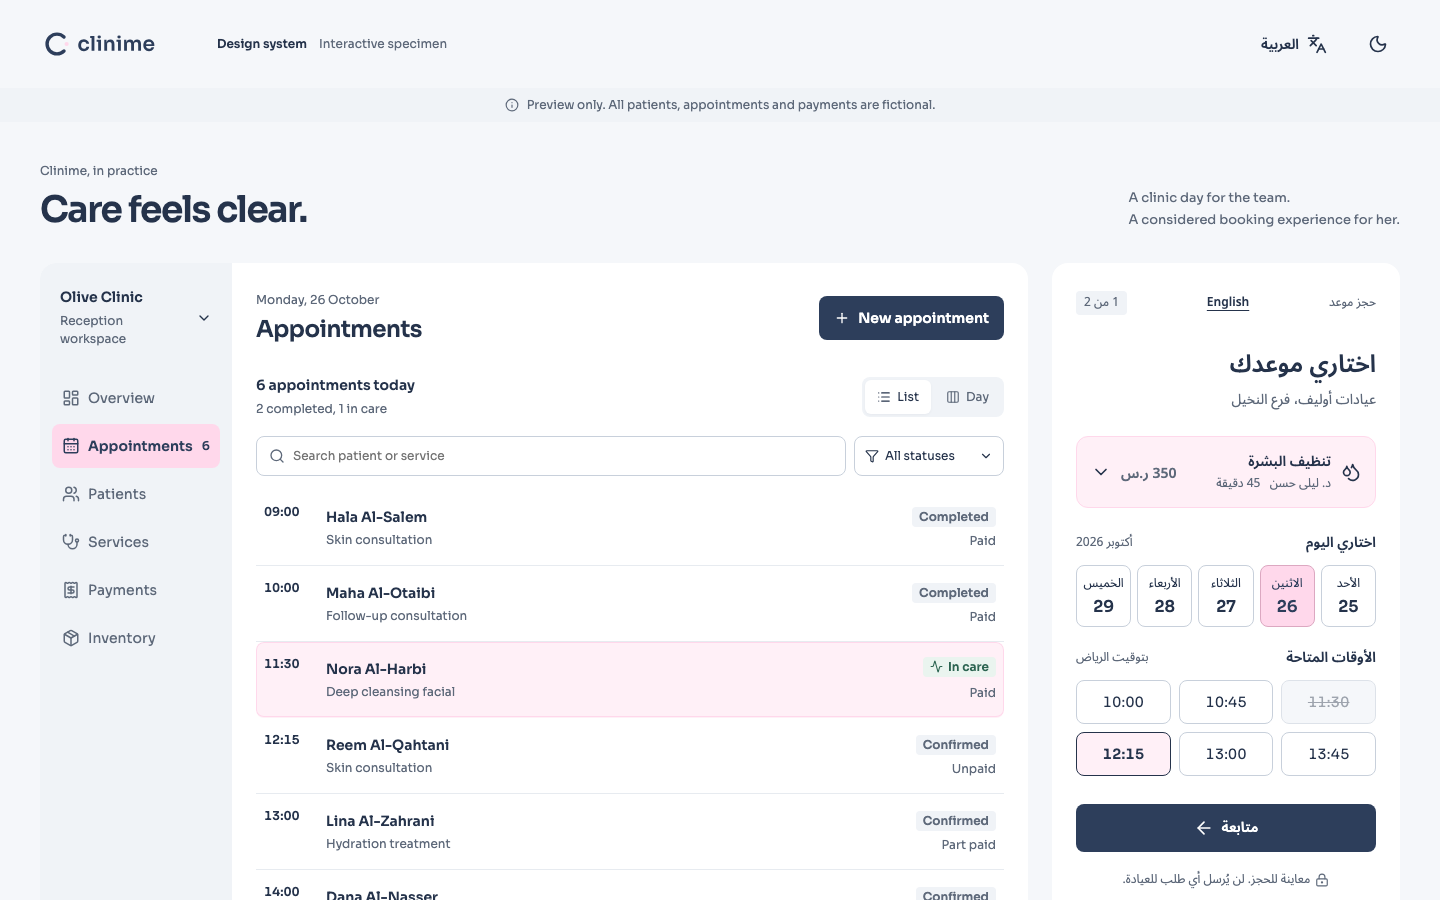 clinime
Design system
Interactive specimen
العربية
Preview only. All patients, appointments and payments are fictional.
Clinime, in practice
Care feels clear.
A clinic day for the team.
A considered booking experience for her.
Olive Clinic
Reception
workspace
Overview
Appointments 6
Patients
Services
Payments
Inventory
Monday, 26 October
Appointments
New appointment
6 appointments today
2 completed, 1 in care
List
Day
Search patient or service
All statuses
09:00
Hala Al-Salem
Skin consultation
Completed
Paid
10:00
Maha Al-Otaibi
Follow-up consultation
Completed
Paid
11:30
Nora Al-Harbi
Deep cleansing facial
In care
Paid
12:15
Reem Al-Qahtani
Skin consultation
Confirmed
Unpaid
13:00
Lina Al-Zahrani
Hydration treatment
Confirmed
Part paid
14:00
Dana Al-Nasser
Confirmed
حجز موعد
English
1 من 2
اختاري موعدك
عيادات أوليف، فرع النخيل
تنظيف البشرة
د. ليلى حسن 45 دقيقة
350 ر.س
اختاري اليوم
أكتوبر 2026
الأحد
25
الاثنين
26
الثلاثاء
27
الأربعاء
28
الخميس
29
الأوقات المتاحة
بتوقيت الرياض
11:30
10:45
10:00
13:45
13:00
12:15
متابعة
معاينة للحجز. لن يُرسل أي طلب للعيادة.